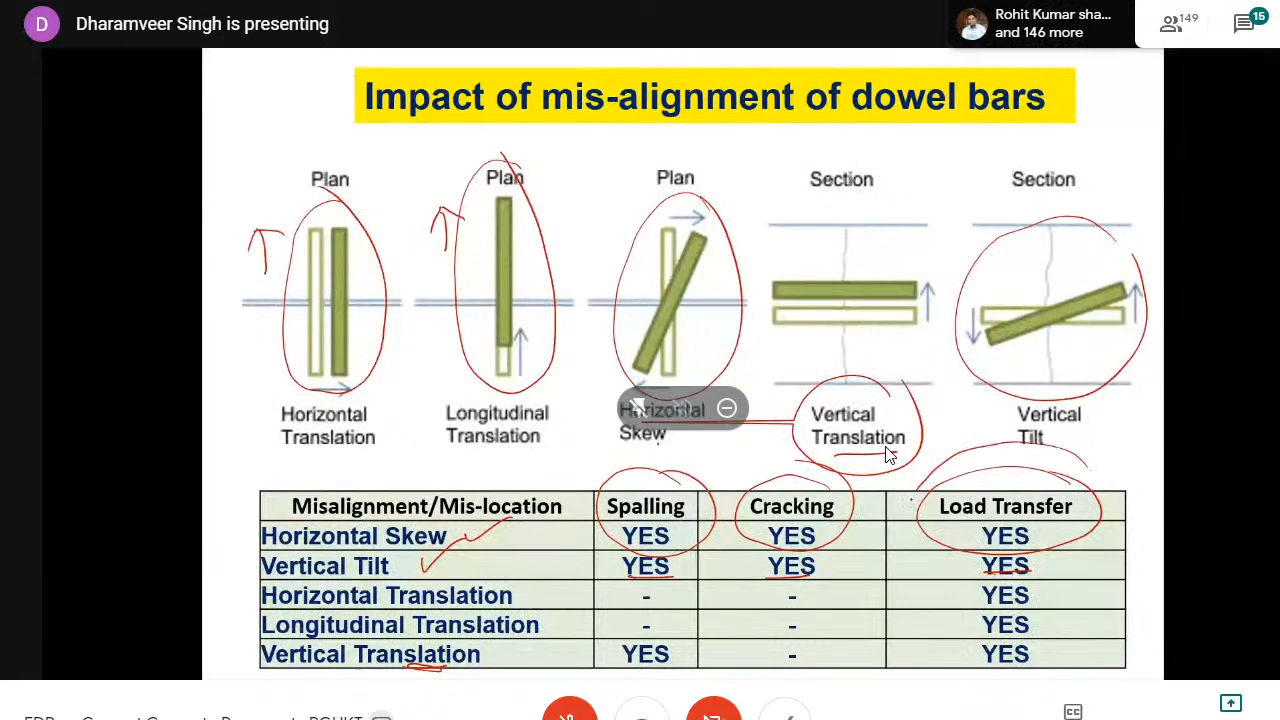 D Dharamveer Singh is presenting
Rohit Kumar sha...
and 146 more
149
15
Impact of mis-alignment of dowel bars
Plan Plan Plan Section Section
Horizontal Translation
Longitudinal Translation
Horizontal Skew
Vertical Translation
Vertical Tilt
Misalignment/Mis-location Spalling Cracking Load Transfer
Horizontal Skew YES YES YES
Vertical Tilt YES YES YES
Horizontal Translation - - YES
Longitudinal Translation - - YES
Vertical Translation YES - YES
CC